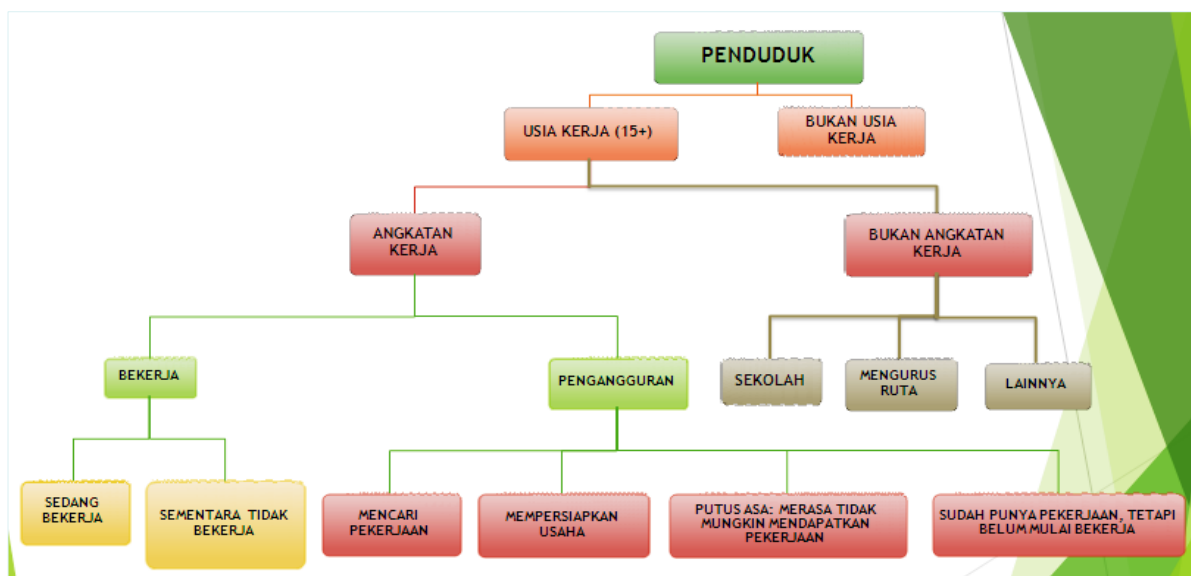 PENDUDUK
USIA KERJA (15+)
BUKAN USIA
KERJA
ANGKATAN
KERJA
BUKAN ANGKATAN
KERJA
BEKERJA
PENGANGGURAN
SEKOLAH
MENGURUS
RUTA
LAINNYA
SEDANG
BEKERJA
SEMENTARA TIDAK
BEKERJA
MENCARI
PEKERJAAN
MEMPERSIAPKAN
USAHA
PUTUS ASA: MERASA TIDAK
MUNGKIN MENDAPATKAN
PEKERJAAN
SUDAH PUNYA PEKERJAAN, TETAPI
BELUM MULAI BEKERJA